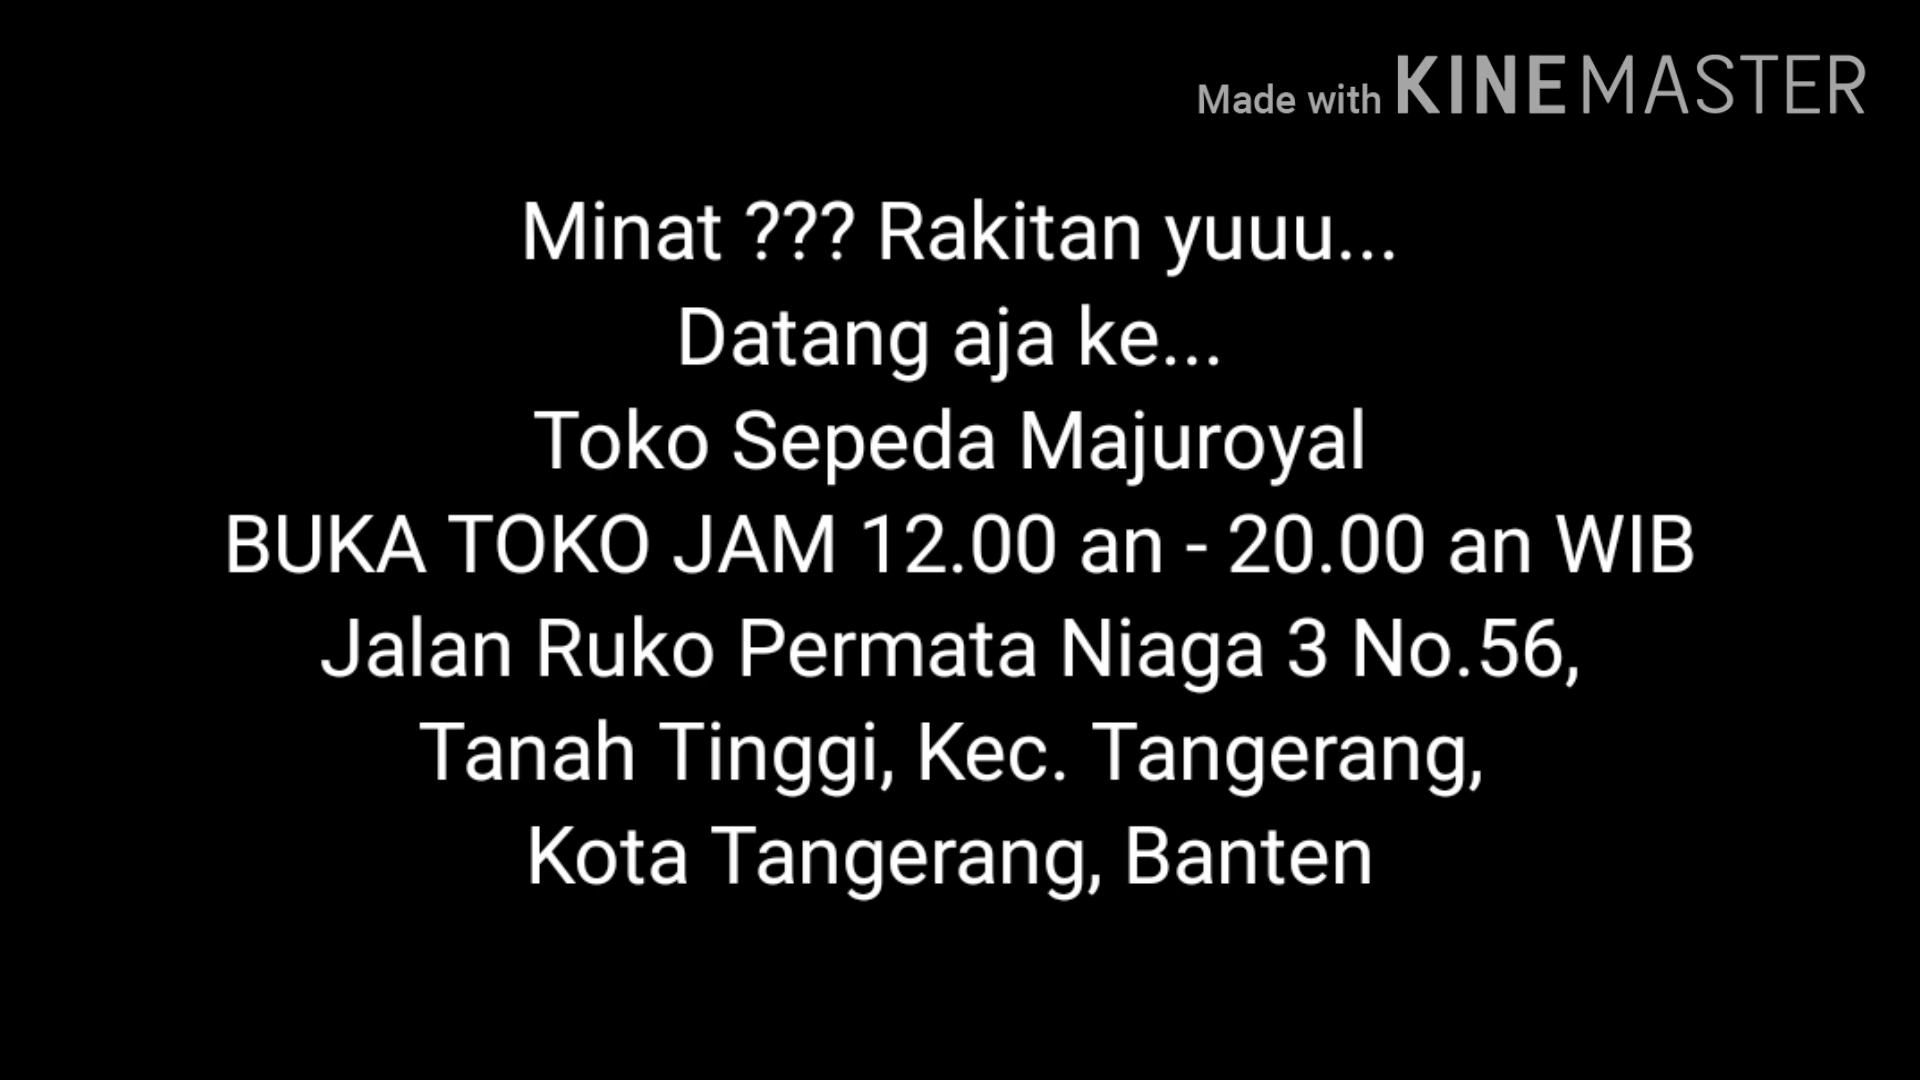 Made with KINEMASTER
Minat ??? Rakitan yuuu...
Datang aja ke...
Toko Sepeda Majuroyal
BUKA TOKO JAM 12.00 an - 20.00 an WIB
Jalan Ruko Permata Niaga 3 No.56,
Tanah Tinggi, Kec. Tangerang,
Kota Tangerang, Banten